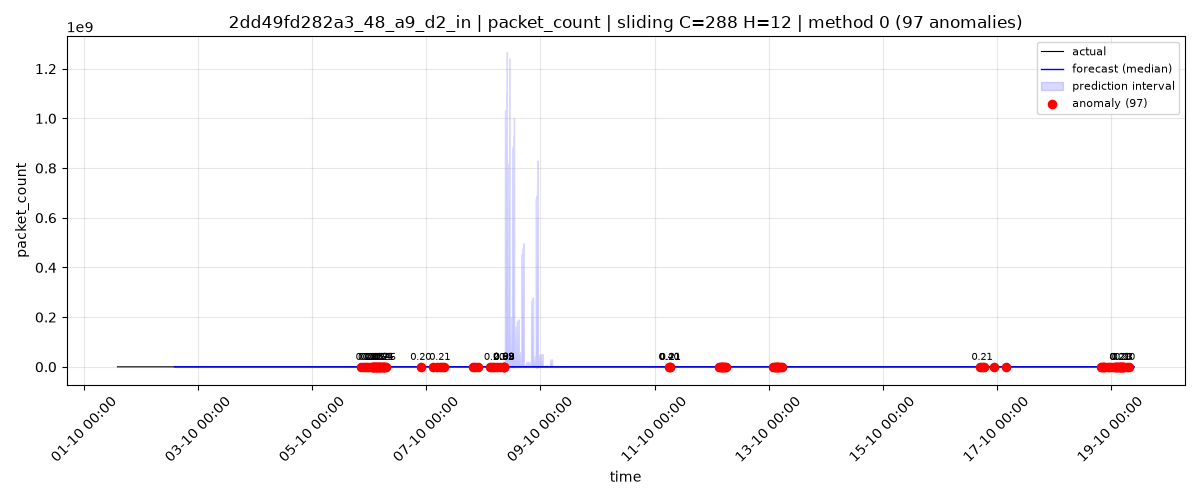 2dd49fd282a3_48_a9_d2_in | packet_count | sliding C=288 H=12 | method 0 (97 anomalies)
1e9
actual
forecast (median)
prediction interval
anomaly (97)
1.2
1.0
0.8
0.6
0.4
0.2
0.0
packet_count
0.20
0.21
0.21
01-10 00:00
03-10 00:00
05-10 00:00
07-10 00:00
09-10 00:00
11-10 00:00
13-10 00:00
15-10 00:00
17-10 00:00
19-10 00:00
time